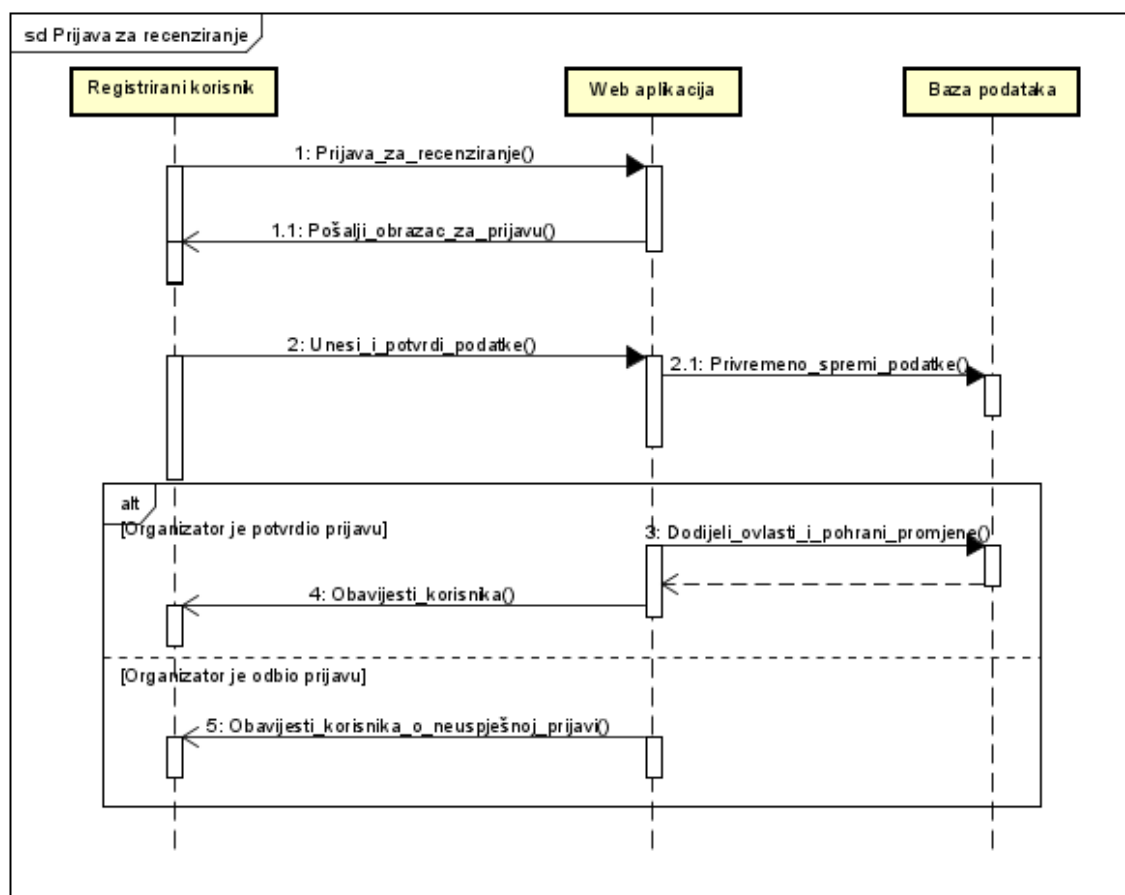 sd Prijava za recenziranje
Registrirani korisnik
Web aplikacija
Baza podataka
1: Prijava_za_recenziranje()
1.1: Pošalji_obrazac_za_prijavu()
2: Unesi_i_potvrdi_podatke()
2.1: Privremeno_spremi_podatke()
alt
[Organizator je potvrdio prijavu]
3: Dodijeli_ovlasti_i_pohrani_promjene()
4: Obavijesti_korisnika()
[Organizator je odbio prijavu]
5: Obavijesti_korisnika_o_neuspješnoj_prijavi()